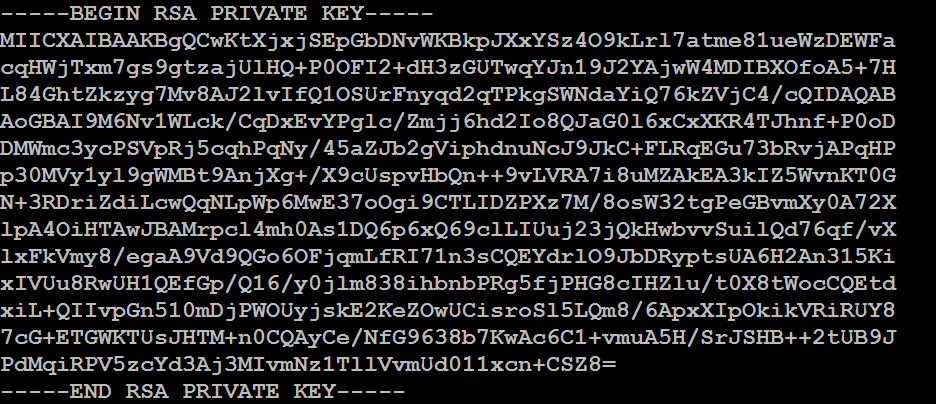 -----BEGIN RSA PRIVATE KEY-----
MIICXAIBAAKBgQCwKtXjxjSEpGbDNvWKBkpJXxYSz4O9kLrl7atme81ueWzDEWFa
cqHWjTxm7gs9gtzajUlHQ+P0OFI2+dH3zGUTwqYJn19J2YAjwW4MDIBXOfoA5+7H
L84GhtZkzyg7Mv8AJ2lvIfQ1OSUrFnyqd2qTPkgSWNdaYiQ76kZVjC4/cQIDAQAB
AoGBAI9M6Nv1WLck/CqDxEvYPglc/Zmjj6hd2Io8QJaG0l6xCxXKR4TJhnf+P0oD
DMWmc3ycPSVpRj5cqhPqNy/45aZJb2gViphdnuNcJ9JkC+FLRqEGu73bRvjAPqHP
p30MVy1yl9gWMBt9AnjXg+/X9cUspvHbQn++9vLVRA7i8uMZAkEA3kIZ5WvnKT0G
N+3RDriZdiLcwQqNLpWp6MwE37oOgi9CTLIDZPXz7M/8osW32tgPeGBvmXy0A72X
lpA4OiHTAwJBAMrpcl4mh0As1DQ6p6xQ69clLIUuj23jQkHwbvvSuilQd76qf/vX
lxFkVmy8/egaA9Vd9QGo6OFjqmLfRI71n3sCQEYdrlO9JbDRyptsUA6H2An315Ki
xIVUu8RwUH1QEfGp/Q16/y0jlm838ihbnbPRg5fjPHG8cIHZlu/t0X8tWocCQEtd
xiL+QIIvpGn510mDjPWOUyjskE2KeZOwUCisroSl5LQm8/6ApxXIpOkikVRiRUY8
7cG+ETGWKTUsJHTM+n0CQAyCe/NfG9638b7KwAc6C1+vmuA5H/SrJSHB++2tUB9J
PdMqiRPV5zcYd3Aj3MIvmNz1TllVvmUd011xcn+CSZ8=
-----END RSA PRIVATE KEY-----